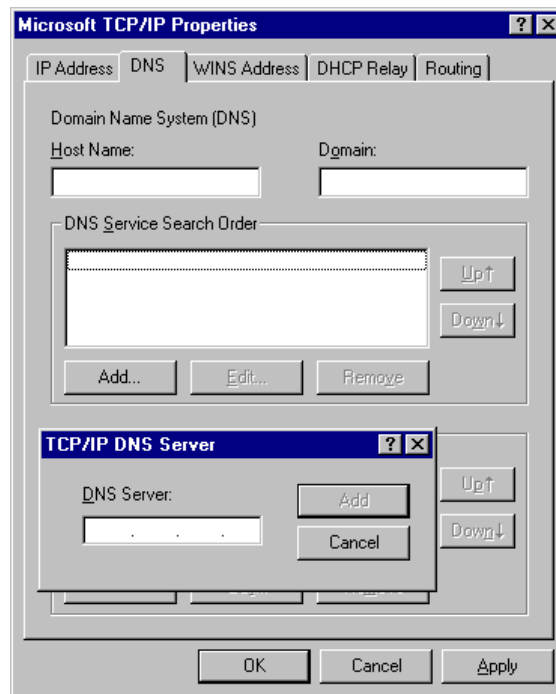 Microsoft TCP/IP Properties
IP Address DNS WINS Address DHCP Relay Routing
Domain Name System (DNS)
Host Name: Domain:
DNS Service Search Order
Up↑
Down↓
Add... Edit... Remove
TCP/IP DNS Server
DNS Server:
Add
Cancel
Up↑
Down↓
OK Cancel Apply